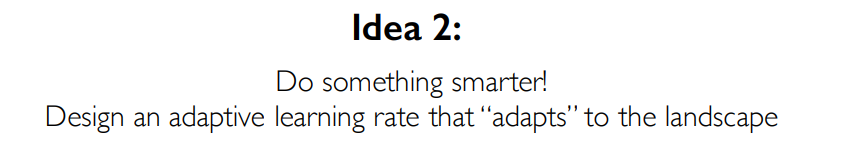 Idea 2:
Do something smarter!
Design an adaptive learning rate that “adapts” to the landscape